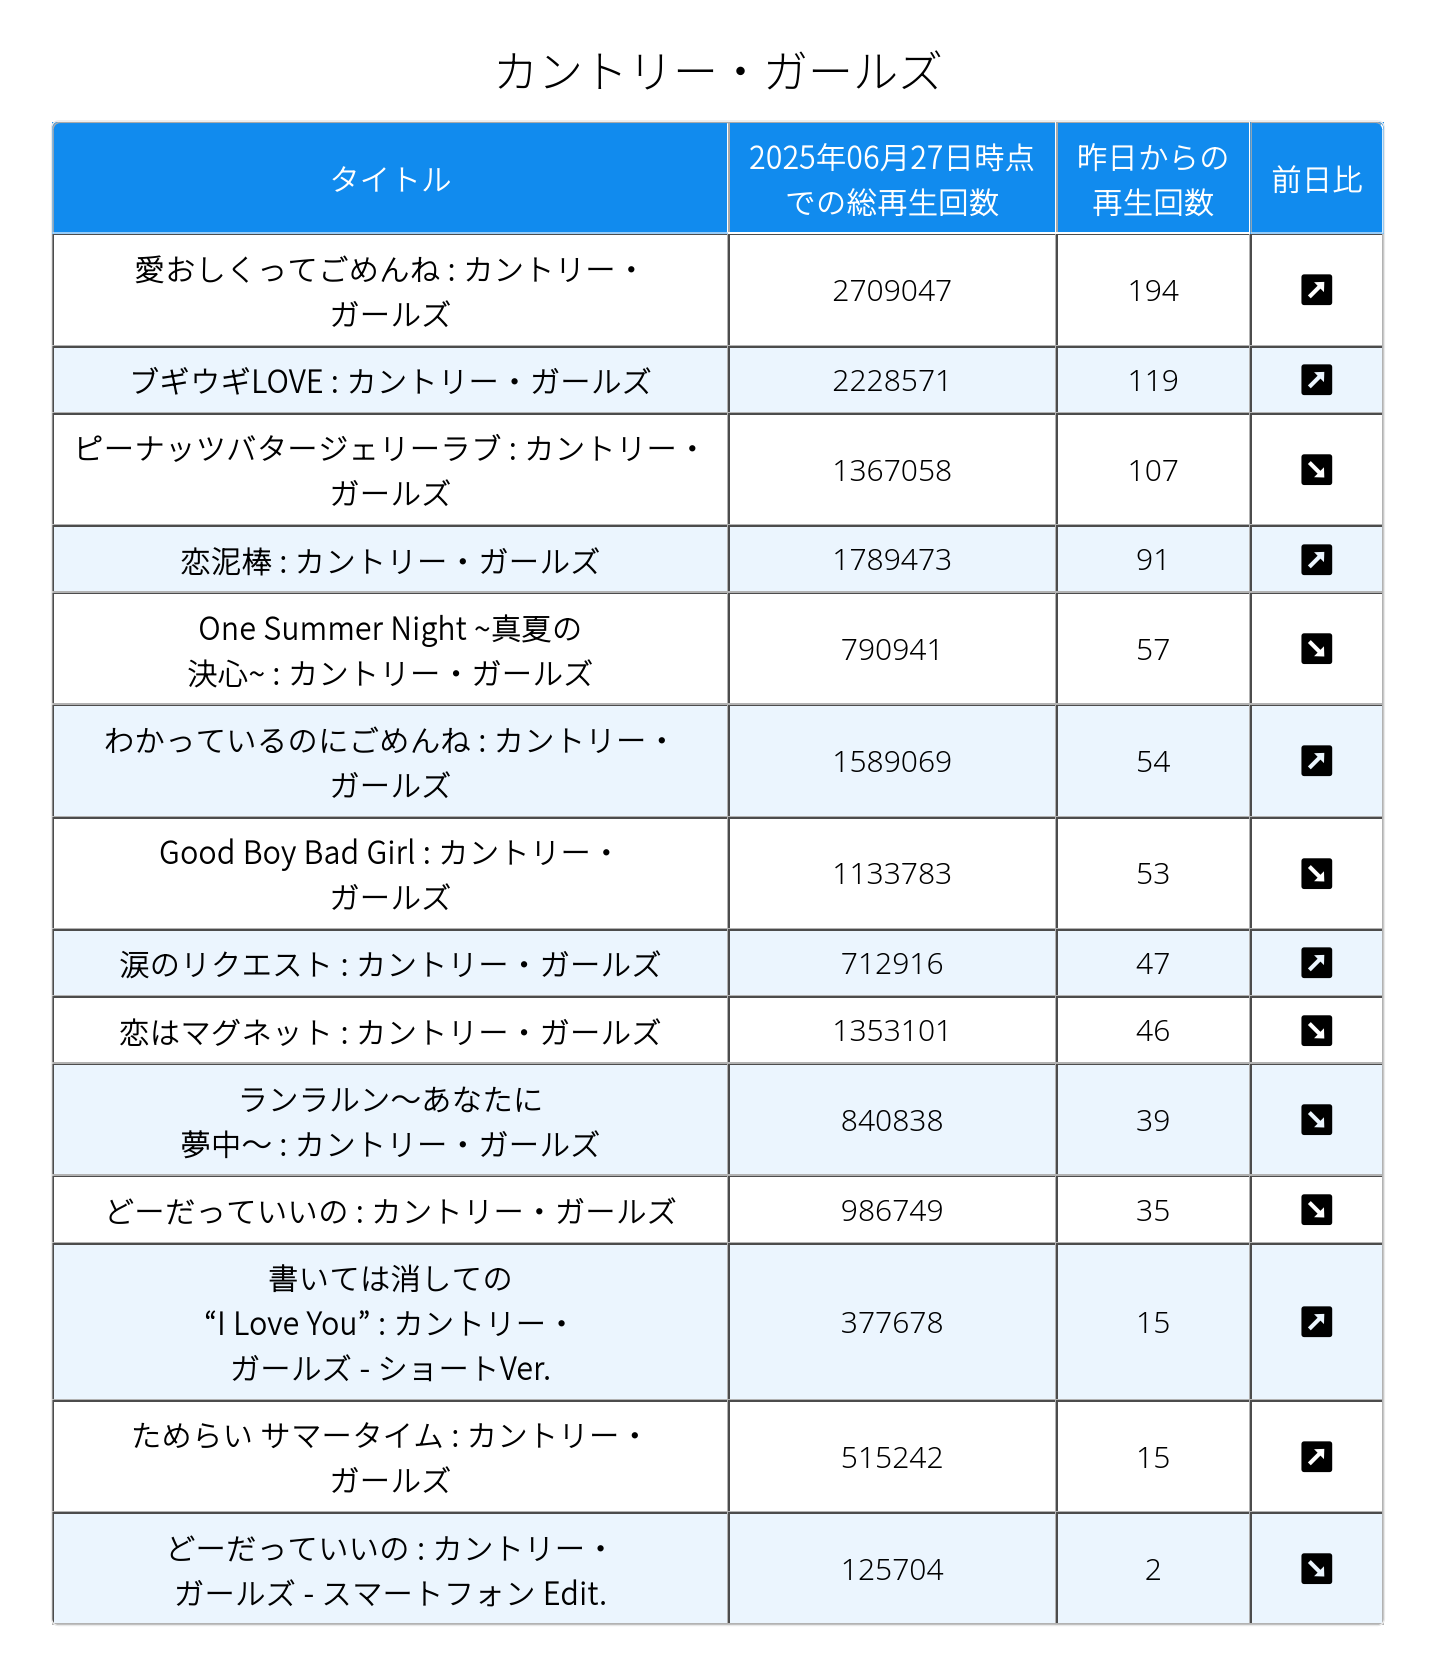 カントリー・ガールズ
タイトル
2025年06月27日時点
での総再生回数
昨日からの
再生回数
前日比
愛おしくってごめんね : カントリー・
ガールズ
2709047
194
ブギウギLOVE : カントリー・ガールズ
2228571
119
ピーナッツバタージェリーラブ : カントリー・
ガールズ
1367058
107
恋泥棒 : カントリー・ガールズ
1789473
91
One Summer Night ~真夏の
決心~ : カントリー・ガールズ
790941
57
わかっているのにごめんね : カントリー・
ガールズ
1589069
54
Good Boy Bad Girl : カントリー・
ガールズ
1133783
53
涙のリクエスト : カントリー・ガールズ
712916
47
恋はマグネット : カントリー・ガールズ
1353101
46
ランラルン～あなたに
夢中～ : カントリー・ガールズ
840838
39
どーだっていいの : カントリー・ガールズ
986749
35
書いては消しての
“I Love You” : カントリー・
ガールズ - ショートVer.
377678
15
ためらい サマータイム : カントリー・
ガールズ
515242
15
どーだっていいの : カントリー・
ガールズ - スマートフォン Edit.
125704
2